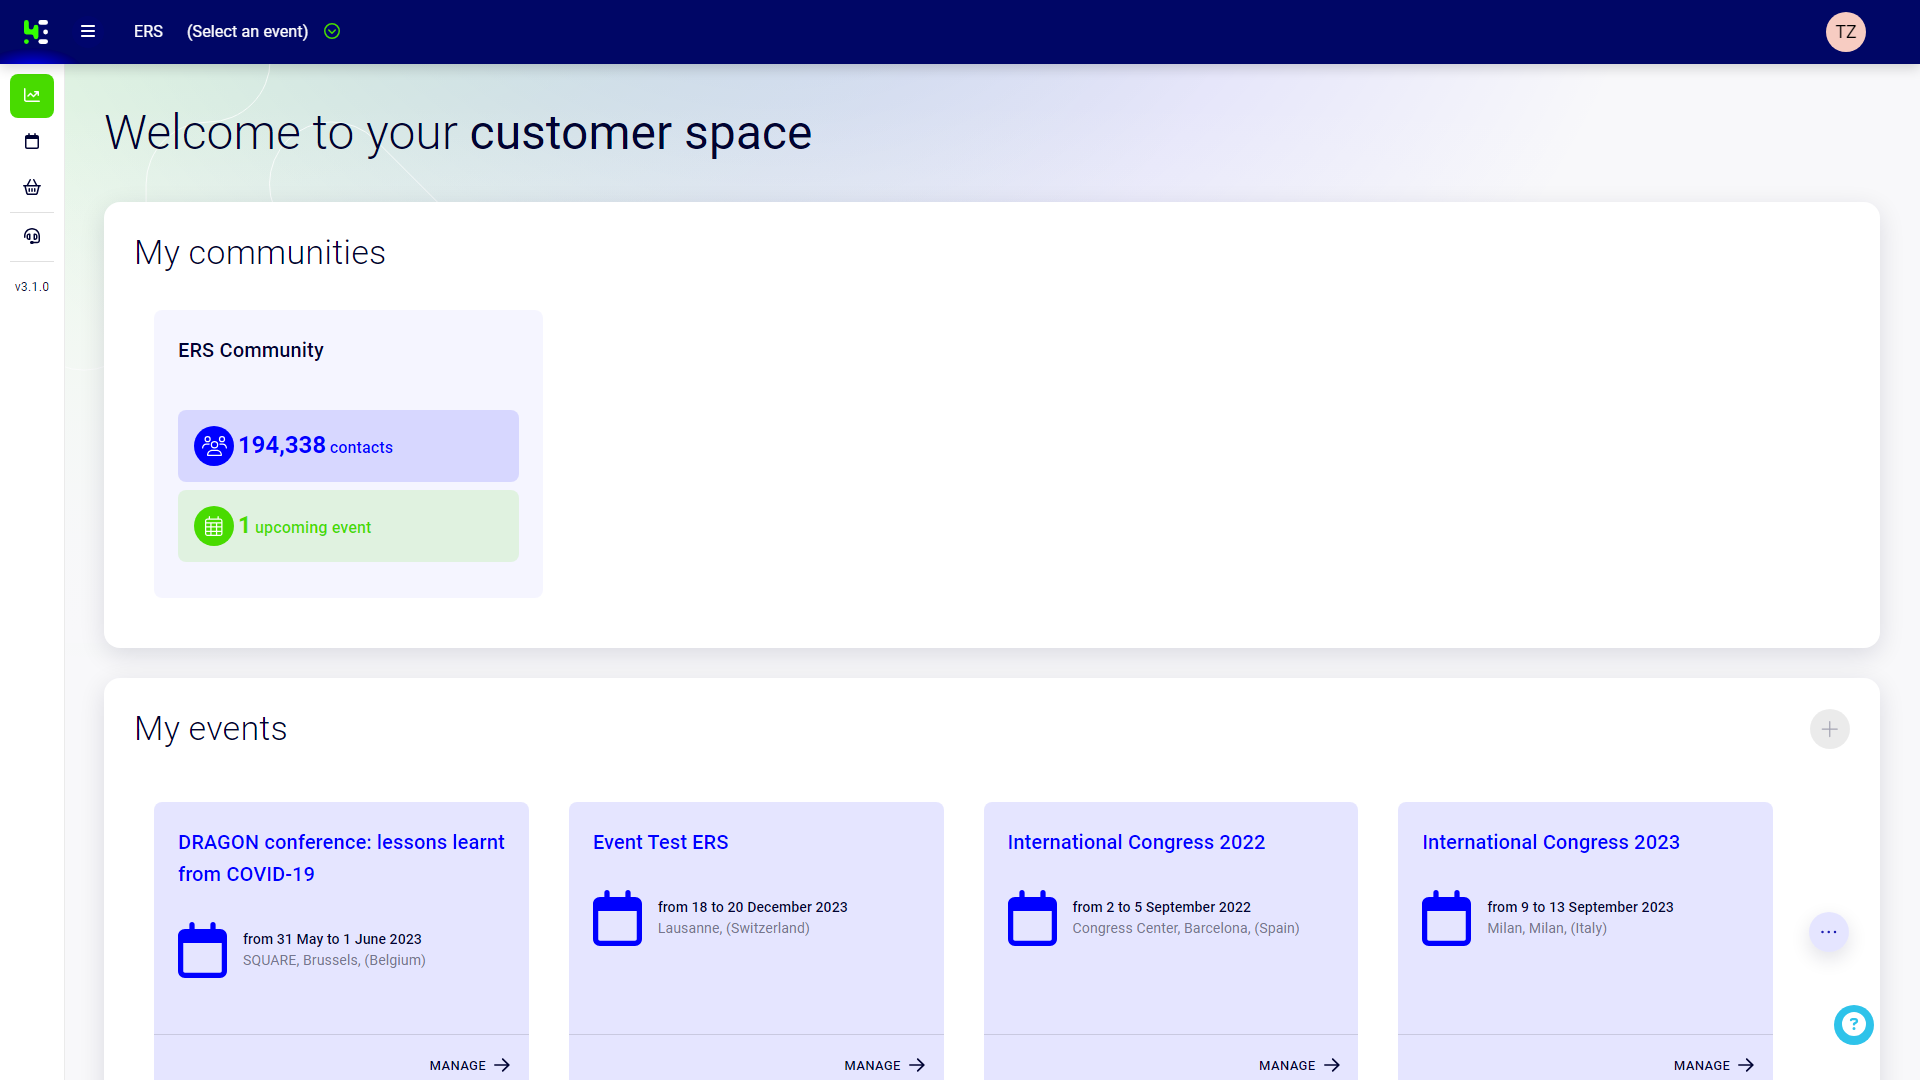 ERS (Select an event)
TZ
v3.1.0
Welcome to your customer space
My communities
ERS Community
194,338 contacts
1 upcoming event
My events
DRAGON conference: lessons learnt
from COVID-19
from 31 May to 1 June 2023
SQUARE, Brussels, (Belgium)
MANAGE
Event Test ERS
from 18 to 20 December 2023
Lausanne, (Switzerland)
MANAGE
International Congress 2022
from 2 to 5 September 2022
Congress Center, Barcelona, (Spain)
MANAGE
International Congress 2023
from 9 to 13 September 2023
Milan, Milan, (Italy)
MANAGE
...
?